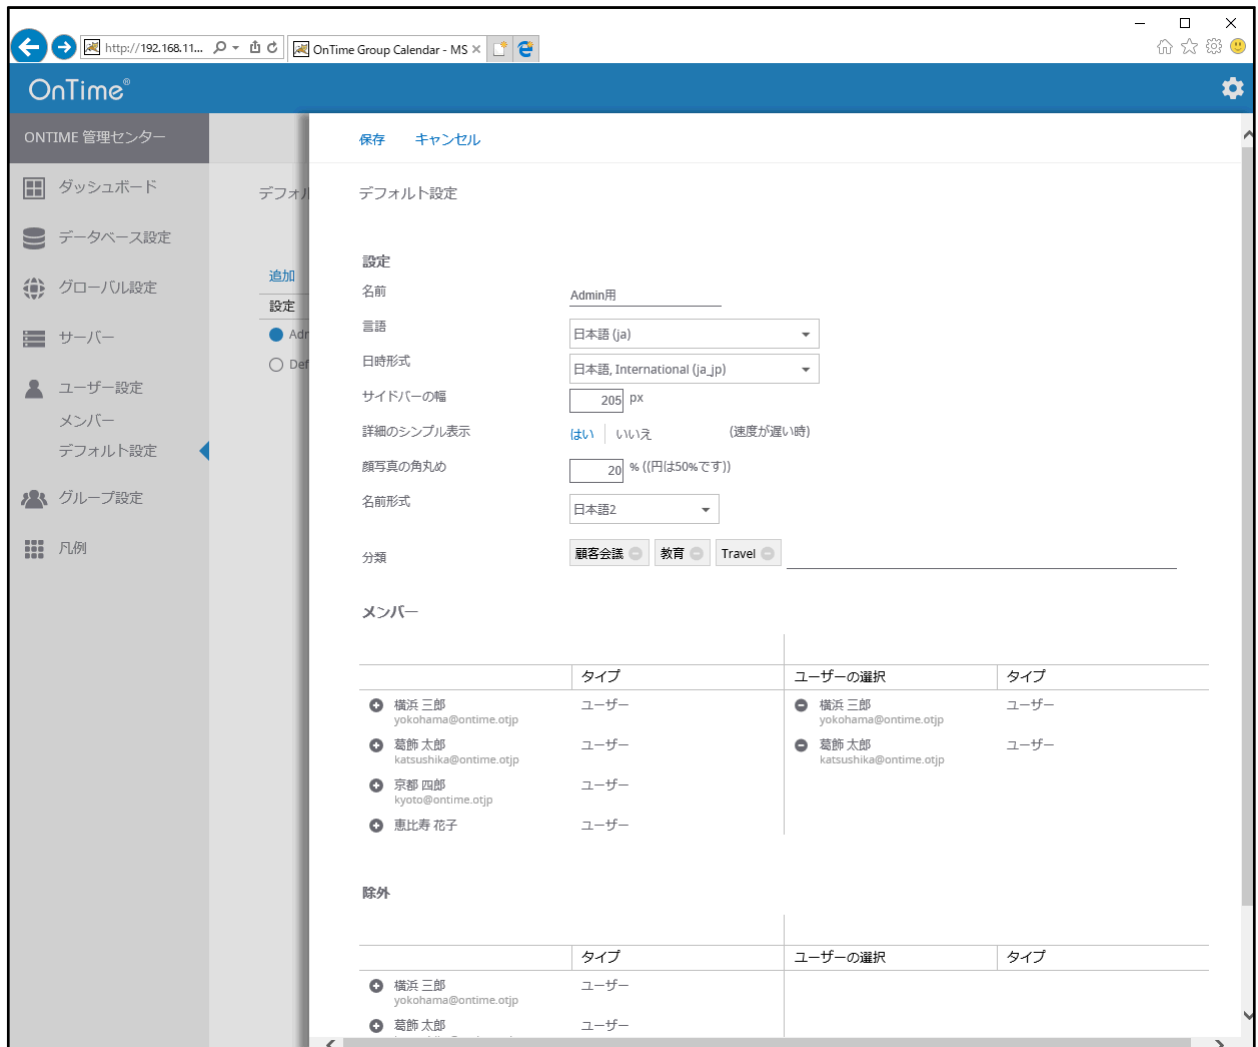 http://192.168.11...
OnTime Group Calendar - MS
OnTime®
ONTIME 管理センター
ダッシュボード
データベース設定
グローバル設定
サーバー
ユーザー設定
メンバー
デフォルト設定
グループ設定
凡例
デフォル
追加
設定
Adr
Def
保存 キャンセル
デフォルト設定
設定
名前 Admin用
言語 日本語 (ja)
日時形式 日本語, International (ja_jp)
サイドバーの幅 205 px
詳細のシンプル表示 はい いいえ (速度が遅い時)
顔写真の角丸め 20 % ((円は50%です))
名前形式 日本語2
分類 顧客会議 教育 Travel
メンバー
タイプ ユーザーの選択 タイプ
横浜 三郎 ユーザー 横浜 三郎 ユーザー
yokohama@ontime.otjp yokohama@ontime.otjp
葛飾 太郎 ユーザー 葛飾 太郎 ユーザー
katsushika@ontime.otjp katsushika@ontime.otjp
京都 四郎 ユーザー
kyoto@ontime.otjp
恵比寿 花子 ユーザー
除外
タイプ ユーザーの選択 タイプ
横浜 三郎 ユーザー
yokohama@ontime.otjp
葛飾 太郎 ユーザー